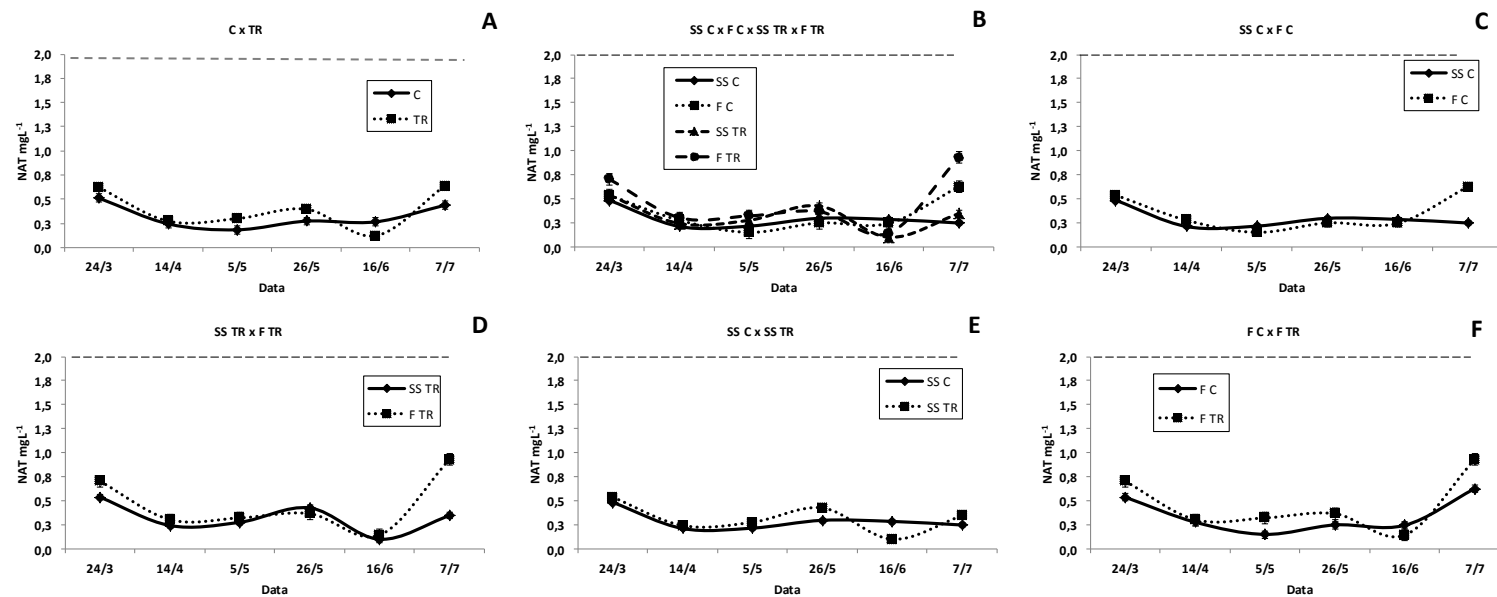 A
C x TR
2,0
1,8
1,5
1,3
1,0
0,8
0,5
0,3
0,0
NAT mgL⁻¹
C
TR
24/3 14/4 5/5 26/5 16/6 7/7
Data
B
SS C x F C x SS TR x F TR
2,0
1,8
1,5
1,3
1,0
0,8
0,5
0,3
0,0
NAT mgL⁻¹
SS C
F C
SS TR
F TR
24/3 14/4 5/5 26/5 16/6 7/7
Data
C
SS C x F C
2,0
1,8
1,5
1,3
1,0
0,8
0,5
0,3
0,0
NAT mgL⁻¹
SS C
F C
24/3 14/4 5/5 26/5 16/6 7/7
Data
D
SS TR x F TR
2,0
1,8
1,5
1,3
1,0
0,8
0,5
0,3
0,0
NAT mgL⁻¹
SS TR
F TR
24/3 14/4 5/5 26/5 16/6 7/7
Data
E
SS C x SS TR
2,0
1,8
1,5
1,3
1,0
0,8
0,5
0,3
0,0
NAT mgL⁻¹
SS C
SS TR
24/3 14/4 5/5 26/5 16/6 7/7
Data
F
F C x F TR
2,0
1,8
1,5
1,3
1,0
0,8
0,5
0,3
0,0
NAT mgL⁻¹
F C
F TR
24/3 14/4 5/5 26/5 16/6 7/7
Data